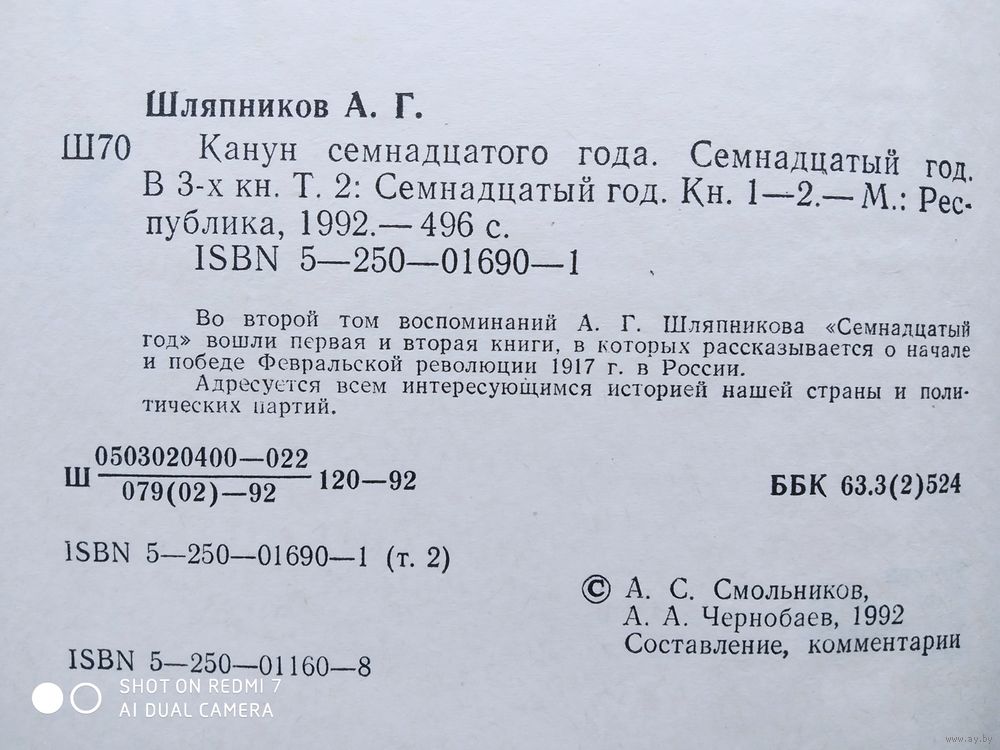 Шляпников А. Г.
Ш70 Канун семнадцатого года. Семнадцатый год.
В 3-х кн. Т. 2: Семнадцатый год. Кн. 1—2.— М.: Рес-
публика, 1992.— 496 с.
ISBN 5—250—01690—1
Во второй том воспоминаний А. Г. Шляпникова «Семнадцатый
год» вошли первая и вторая книги, в которых рассказывается о начале
и победе Февральской революции 1917 г. в России.
Адресуется всем интересующимся историей нашей страны и поли-
тических партий.
Ш 0503020400—022
079(02)—92 120—92
ББК 63.3(2)524
ISBN 5—250—01690—1 (т. 2)
© А. С. Смольников,
А. А. Чернобаев, 1992
Составление, комментарии
ISBN 5—250—01160—8
SHOT ON REDMI 7
AI DUAL CAMERA
www.ay.by